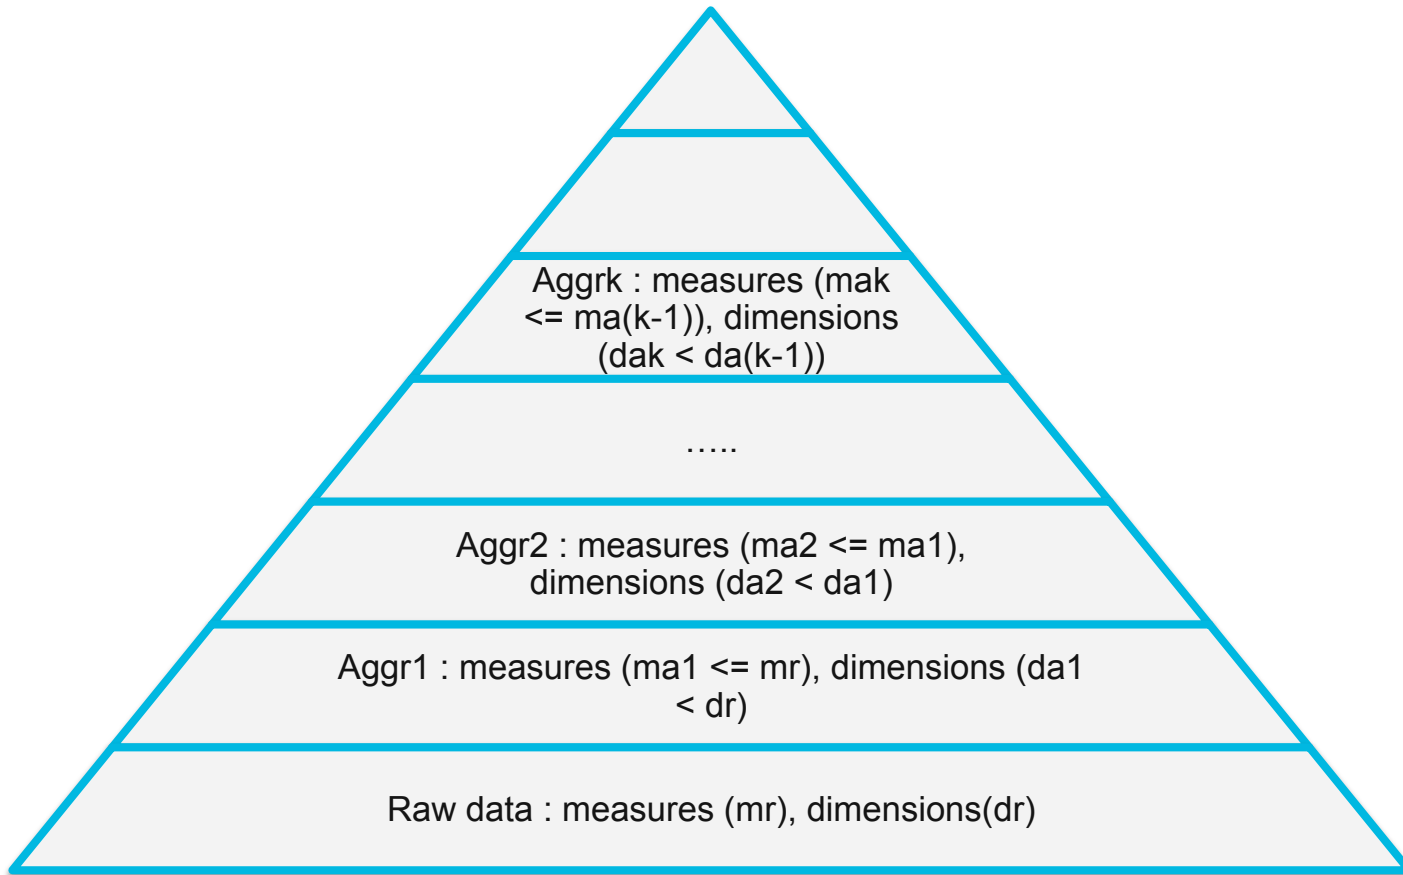 Aggrk : measures (mak
<= ma(k-1)), dimensions
(dak < da(k-1))
…..
Aggr2 : measures (ma2 <= ma1),
dimensions (da2 < da1)
Aggr1 : measures (ma1 <= mr), dimensions (da1
< dr)
Raw data : measures (mr), dimensions(dr)